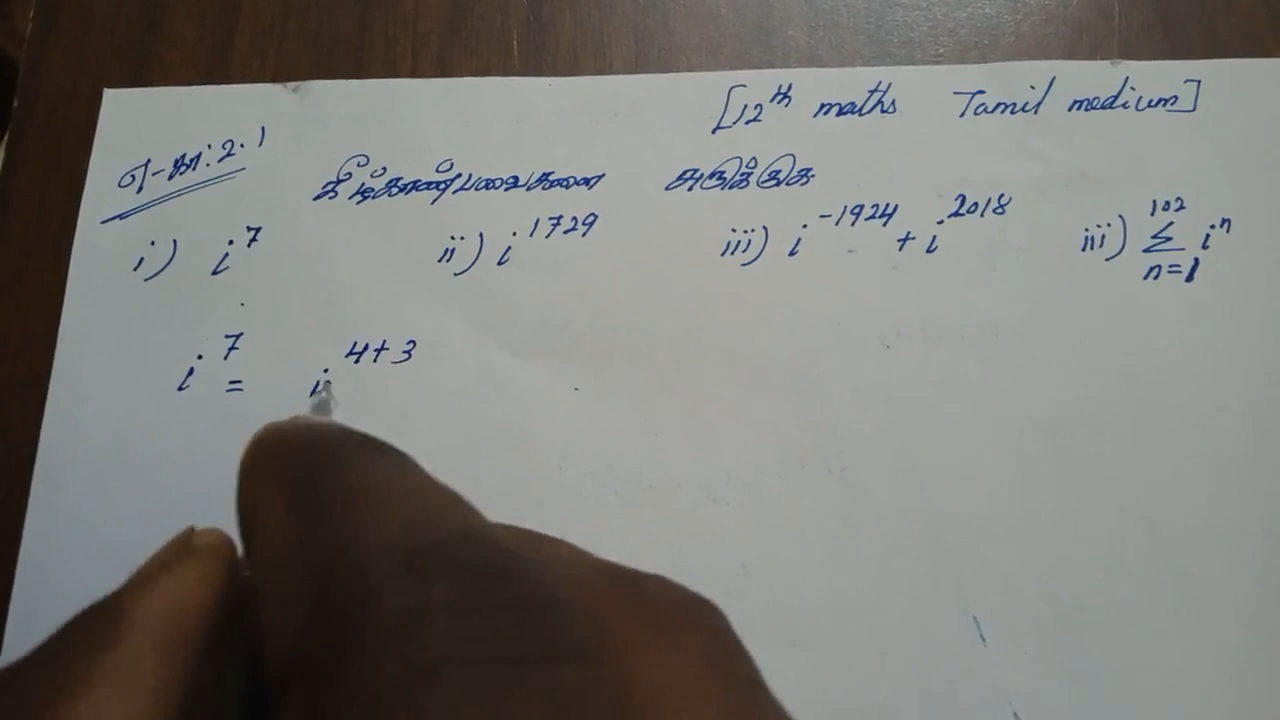 [12th maths Tamil medium]
எ-கா: 2.1
கீழ்காண்பவைகளை சுருக்குக
i) i^7 ii) i^1729 iii) i^-1924 + i^2018 iii) 102 Σ n=1 i^n
i^7 = i^4+3